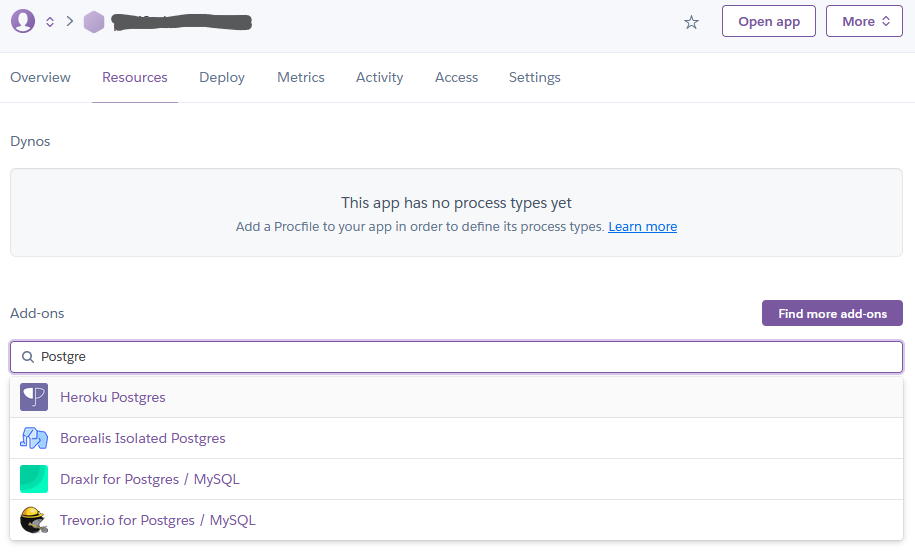 Open app
More
Overview Resources Deploy Metrics Activity Access Settings
Dynos
This app has no process types yet
Add a Procfile to your app in order to define its process types. Learn more
Add-ons
Find more add-ons
Postgre
Heroku Postgres
Borealis Isolated Postgres
Draxlr for Postgres / MySQL
Trevor.io for Postgres / MySQL